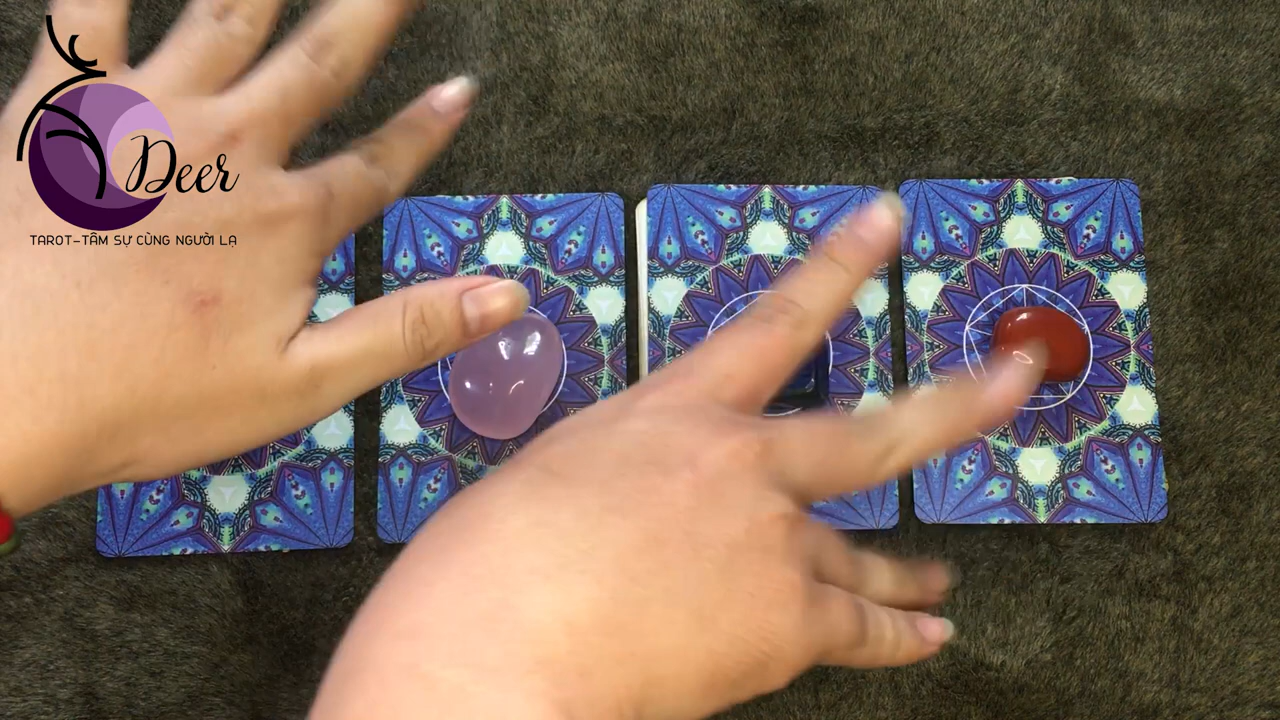 Deer
TAROT-TÂM SỰ CÙNG NGƯỜI LẠ